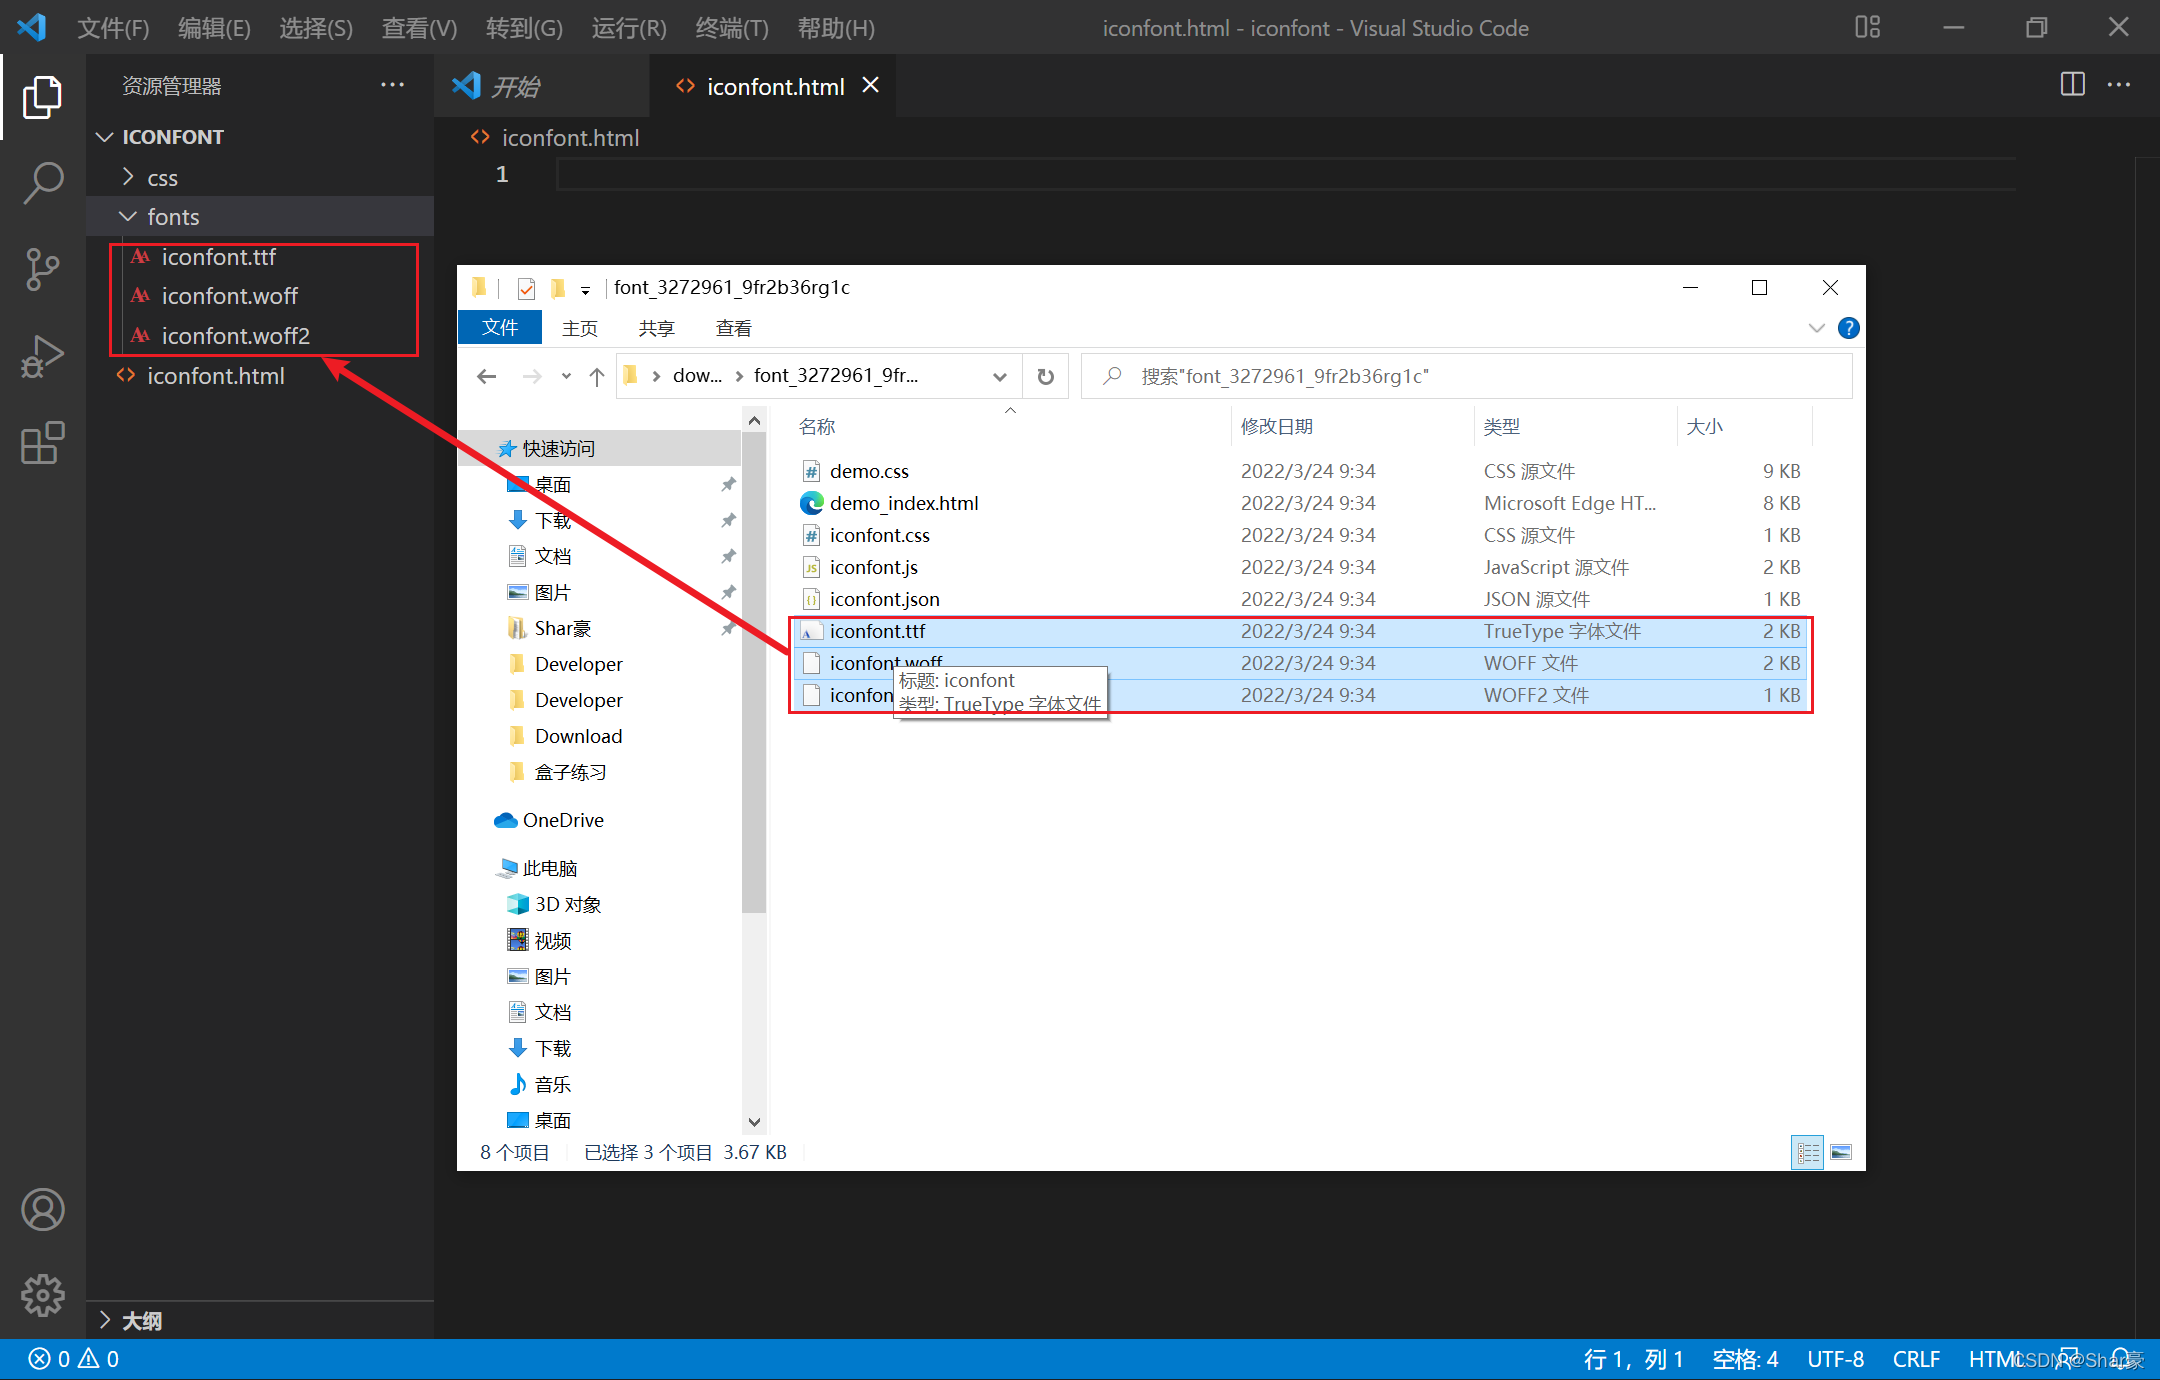 文件(F) 编辑(E) 选择(S) 查看(V) 转到(G) 运行(R) 终端(T) 帮助(H) iconfont.html - iconfont - Visual Studio Code
资源管理器
开始 iconfont.html
ICONFONT
iconfont.html
css
1
fonts
iconfont.ttf
iconfont.woff
iconfont.woff2
iconfont.html
大纲
font_3272961_9fr2b36rg1c
文件 主页 共享 查看
dow... font_3272961_9fr... 搜索"font_3272961_9fr2b36rg1c"
快速访问
桌面
下载
文档
图片
Shar豪
Developer
Developer
Download
盒子练习
OneDrive
此电脑
3D 对象
视频
图片
文档
下载
音乐
桌面
名称 修改日期 类型 大小
demo.css 2022/3/24 9:34 CSS 源文件 9 KB
demo_index.html 2022/3/24 9:34 Microsoft Edge HT... 8 KB
iconfont.css 2022/3/24 9:34 CSS 源文件 1 KB
iconfont.js 2022/3/24 9:34 JavaScript 源文件 2 KB
iconfont.json 2022/3/24 9:34 JSON 源文件 1 KB
iconfont.ttf 2022/3/24 9:34 TrueType 字体文件 2 KB
iconfont.woff 2022/3/24 9:34 WOFF 文件 2 KB
iconfon 2022/3/24 9:34 WOFF2 文件 1 KB
标题: iconfont
类型: TrueType 字体文件
8 个项目 已选择 3 个项目 3.67 KB
0 0 行 1，列 1 空格: 4 UTF-8 CRLF HTML
CSDN @Shar豪